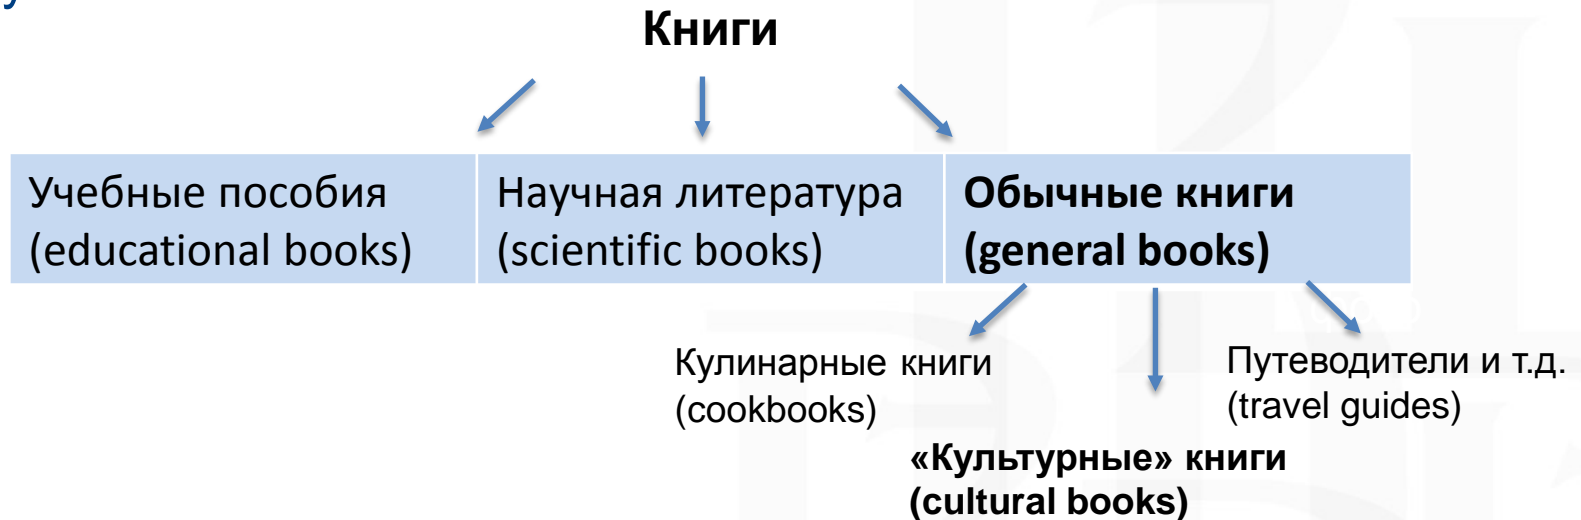 Книги
Учебные пособия
(educational books)
Научная литература
(scientific books)
Обычные книги
(general books)
Кулинарные книги
(cookbooks)
«Культурные» книги
(cultural books)
Путеводители и т.д.
(travel guides)